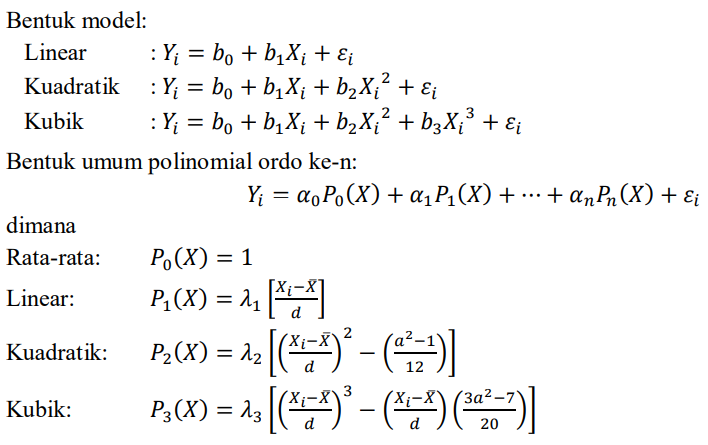 Bentuk model:
Linear : Yᵢ = b₀ + b₁Xᵢ + εᵢ
Kuadratik : Yᵢ = b₀ + b₁Xᵢ + b₂Xᵢ² + εᵢ
Kubik : Yᵢ = b₀ + b₁Xᵢ + b₂Xᵢ² + b₃Xᵢ³ + εᵢ
Bentuk umum polinomial ordo ke-n:
Yᵢ = α₀P₀(X) + α₁P₁(X) + ⋯ + αₙPₙ(X) + εᵢ
dimana
Rata-rata: P₀(X) = 1
Linear: P₁(X) = λ₁ [(Xᵢ−X̄)/d]
Kuadratik: P₂(X) = λ₂ [((Xᵢ−X̄)/d)² − ((a²−1)/12)]
Kubik: P₃(X) = λ₃ [((Xᵢ−X̄)/d)³ − ((Xᵢ−X̄)/d)((3a²−7)/20)]